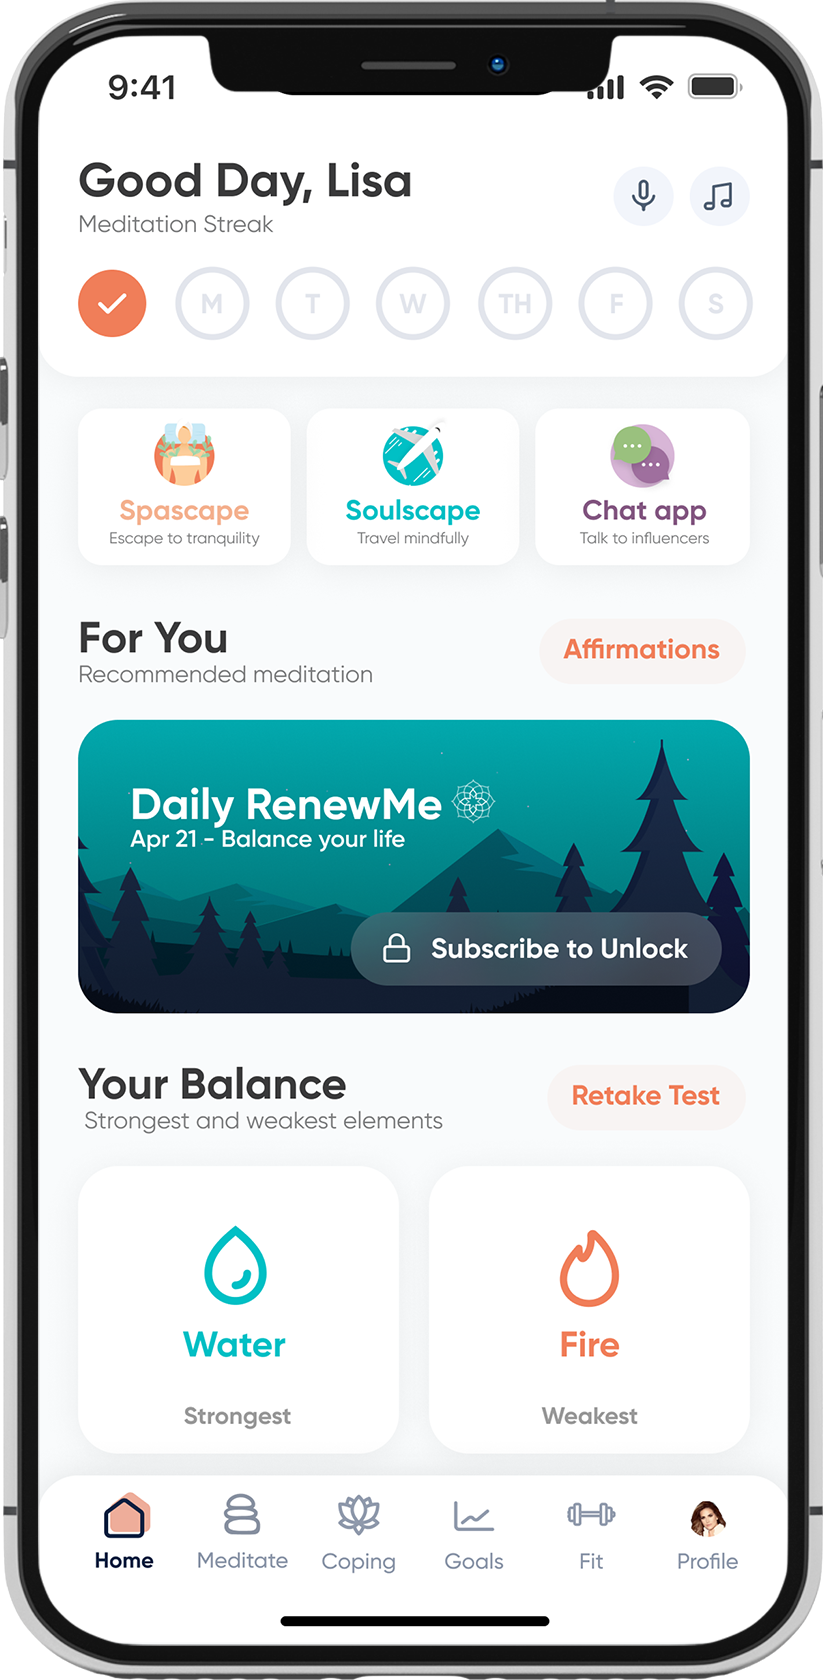 9:41
Good Day, Lisa
Meditation Streak
M T W TH F S
Spascape
Escape to tranquility
Soulscape
Travel mindfully
Chat app
Talk to influencers
For You
Recommended meditation
Affirmations
Daily RenewMe
Apr 21 - Balance your life
Subscribe to Unlock
Your Balance
Strongest and weakest elements
Retake Test
Water
Strongest
Fire
Weakest
Home Meditate Coping Goals Fit Profile